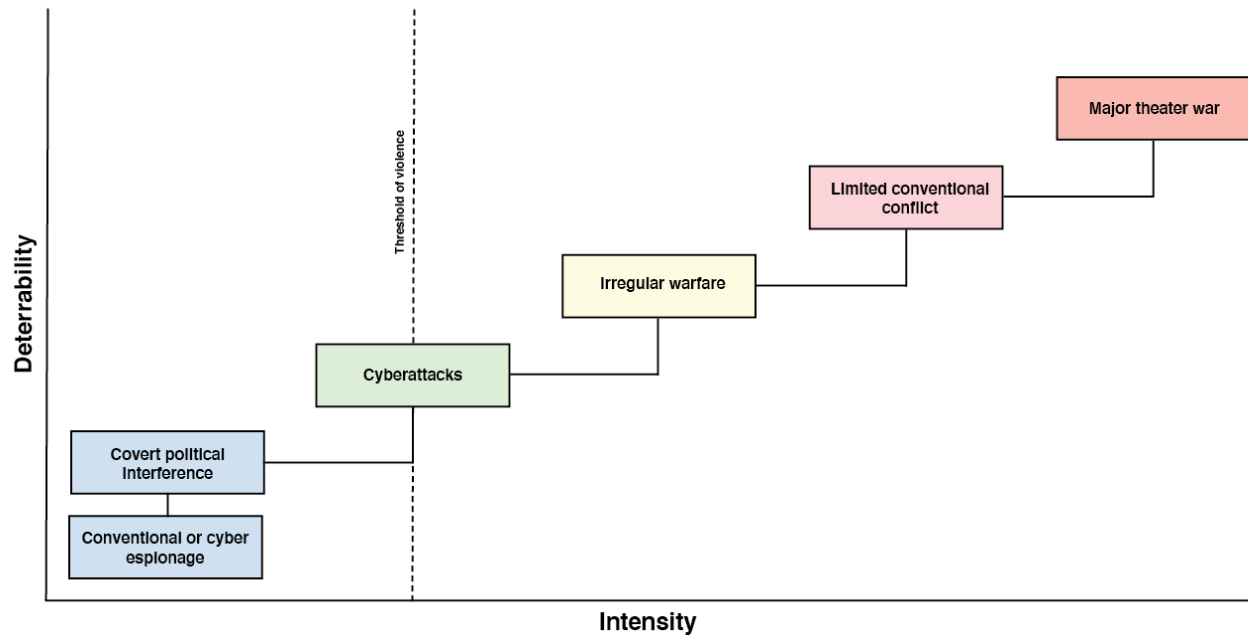 Major theater war
Limited conventional
conflict
Threshold of violence
Irregular warfare
Deterrability
Cyberattacks
Covert political
interference
Conventional or cyber
espionage
Intensity